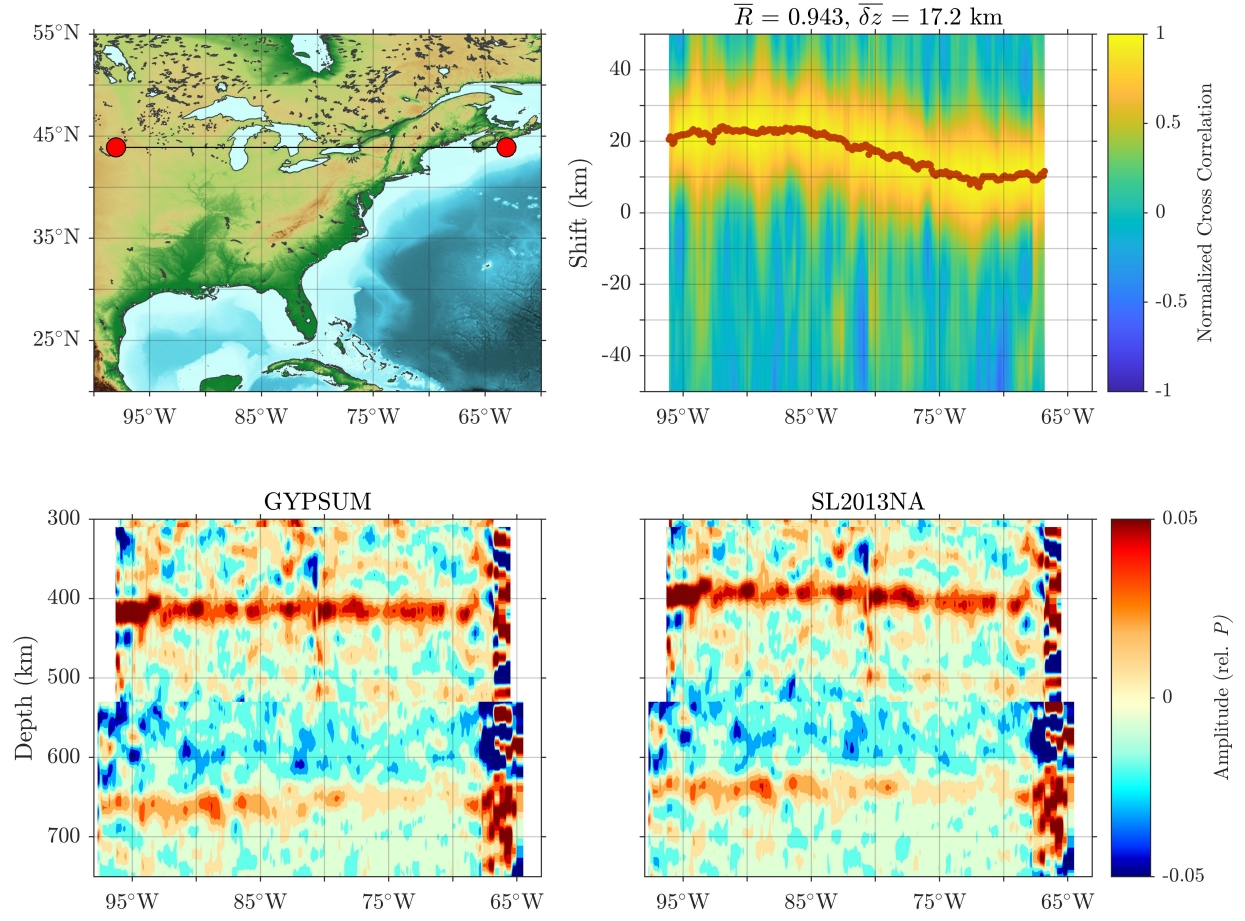 55°N
45°N
35°N
25°N
95°W
85°W
75°W
65°W
R̅ = 0.943, δz̅ = 17.2 km
Shift (km)
40
20
0
-20
-40
95°W
85°W
75°W
65°W
1
0.5
0
-0.5
-1
Normalized Cross Correlation
GYPSUM
Depth (km)
300
400
500
600
700
95°W
85°W
75°W
65°W
SL2013NA
95°W
85°W
75°W
65°W
0.05
0
-0.05
Amplitude (rel. P)